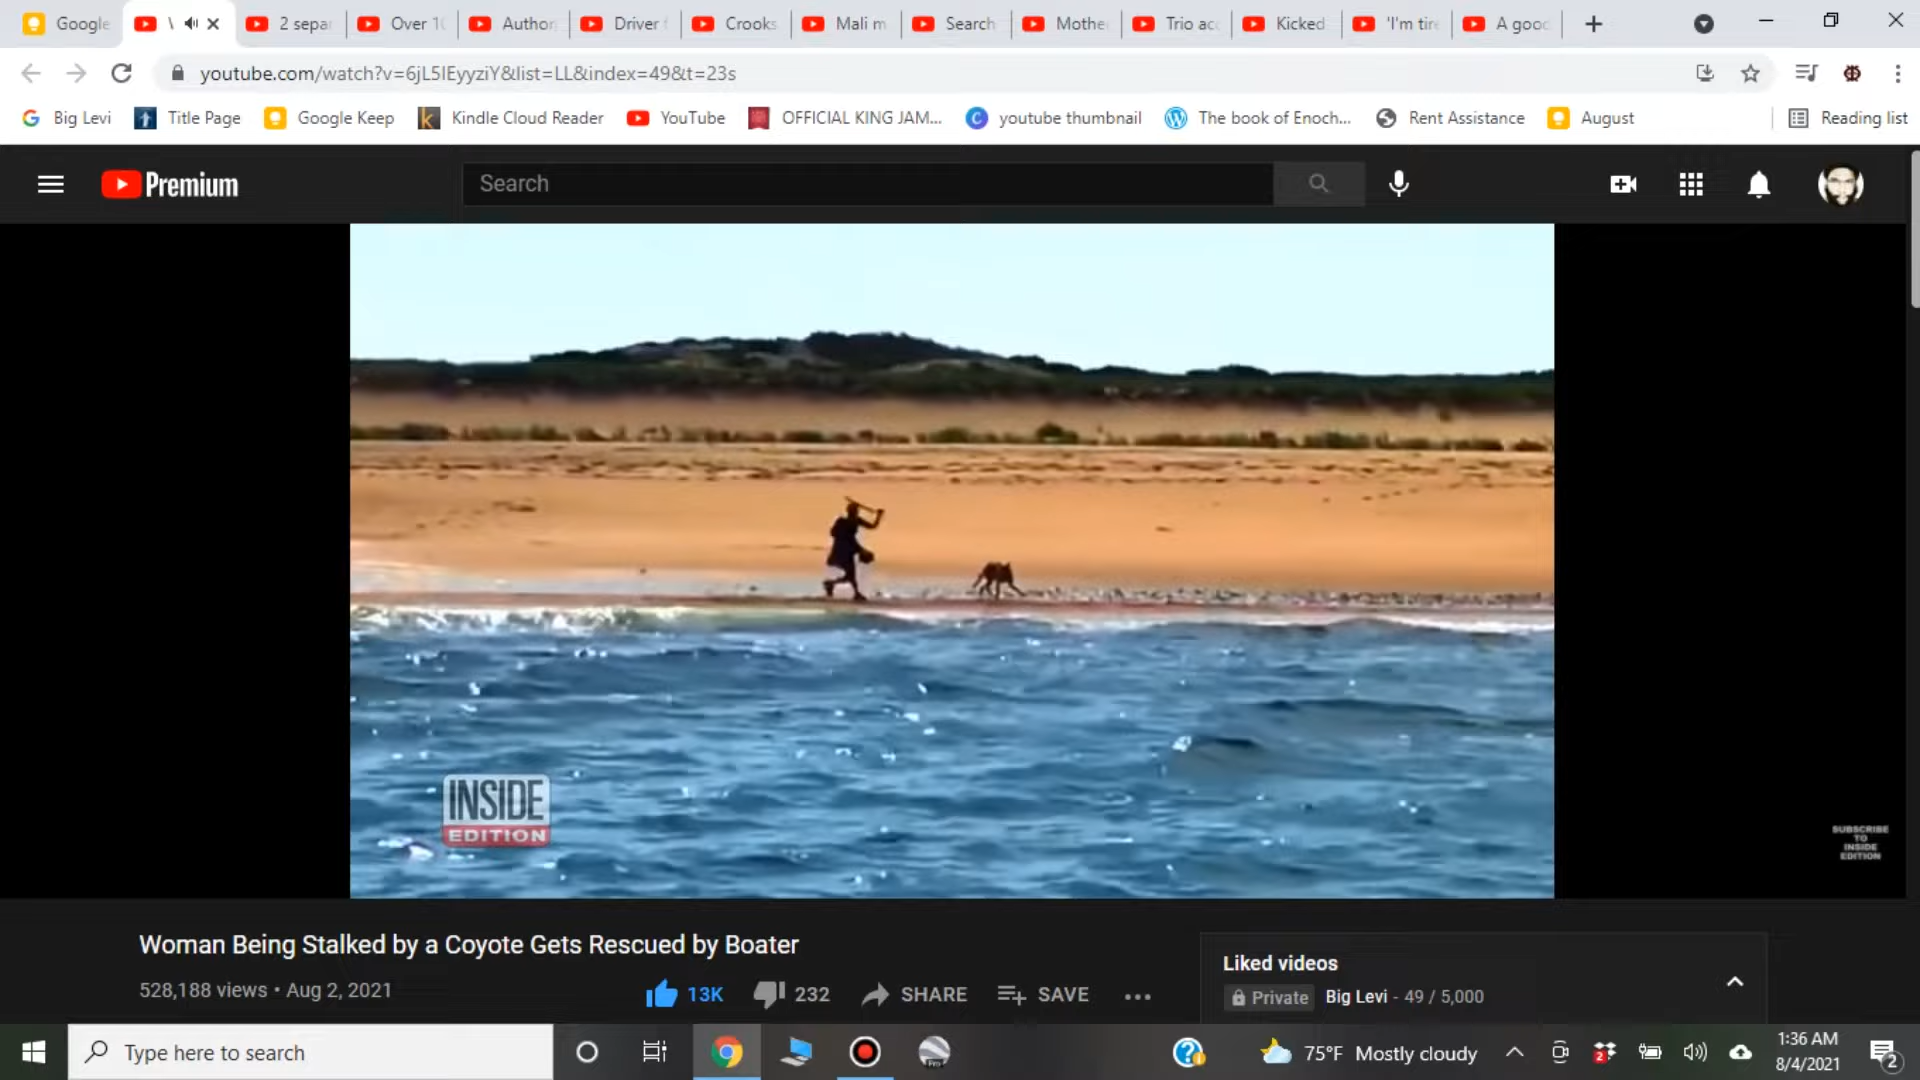 Google
\
2 sepa
Over 1
Author
Driver
Crooks
Mali m
Search
Mothe
Trio acc
Kicked
'I'm tire
A good
youtube.com/watch?v=6jL5lEyyziY&list=LL&index=49&t=23s
Big Levi
Title Page
Google Keep
Kindle Cloud Reader
YouTube
OFFICIAL KING JAM...
youtube thumbnail
The book of Enoch...
Rent Assistance
August
Reading list
Premium
Search
INSIDE
EDITION
SUBSCRIBE
TO
INSIDE
EDITION
Woman Being Stalked by a Coyote Gets Rescued by Boater
528,188 views • Aug 2, 2021
13K
232
SHARE
SAVE
Liked videos
Private
Big Levi - 49 / 5,000
Type here to search
75°F Mostly cloudy
1:36 AM
8/4/2021
2